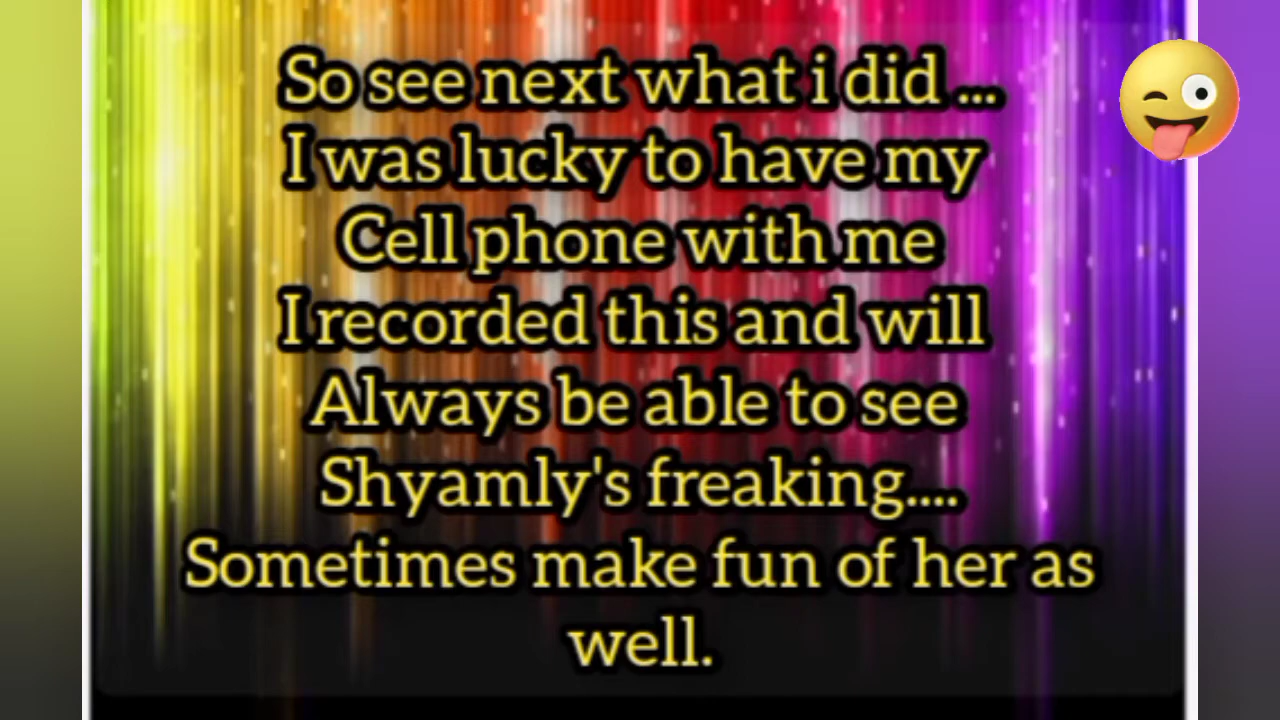 So see next what i did ...
I was lucky to have my
Cell phone with me
I recorded this and will
Always be able to see
Shyamly's freaking....
Sometimes make fun of her as
well.